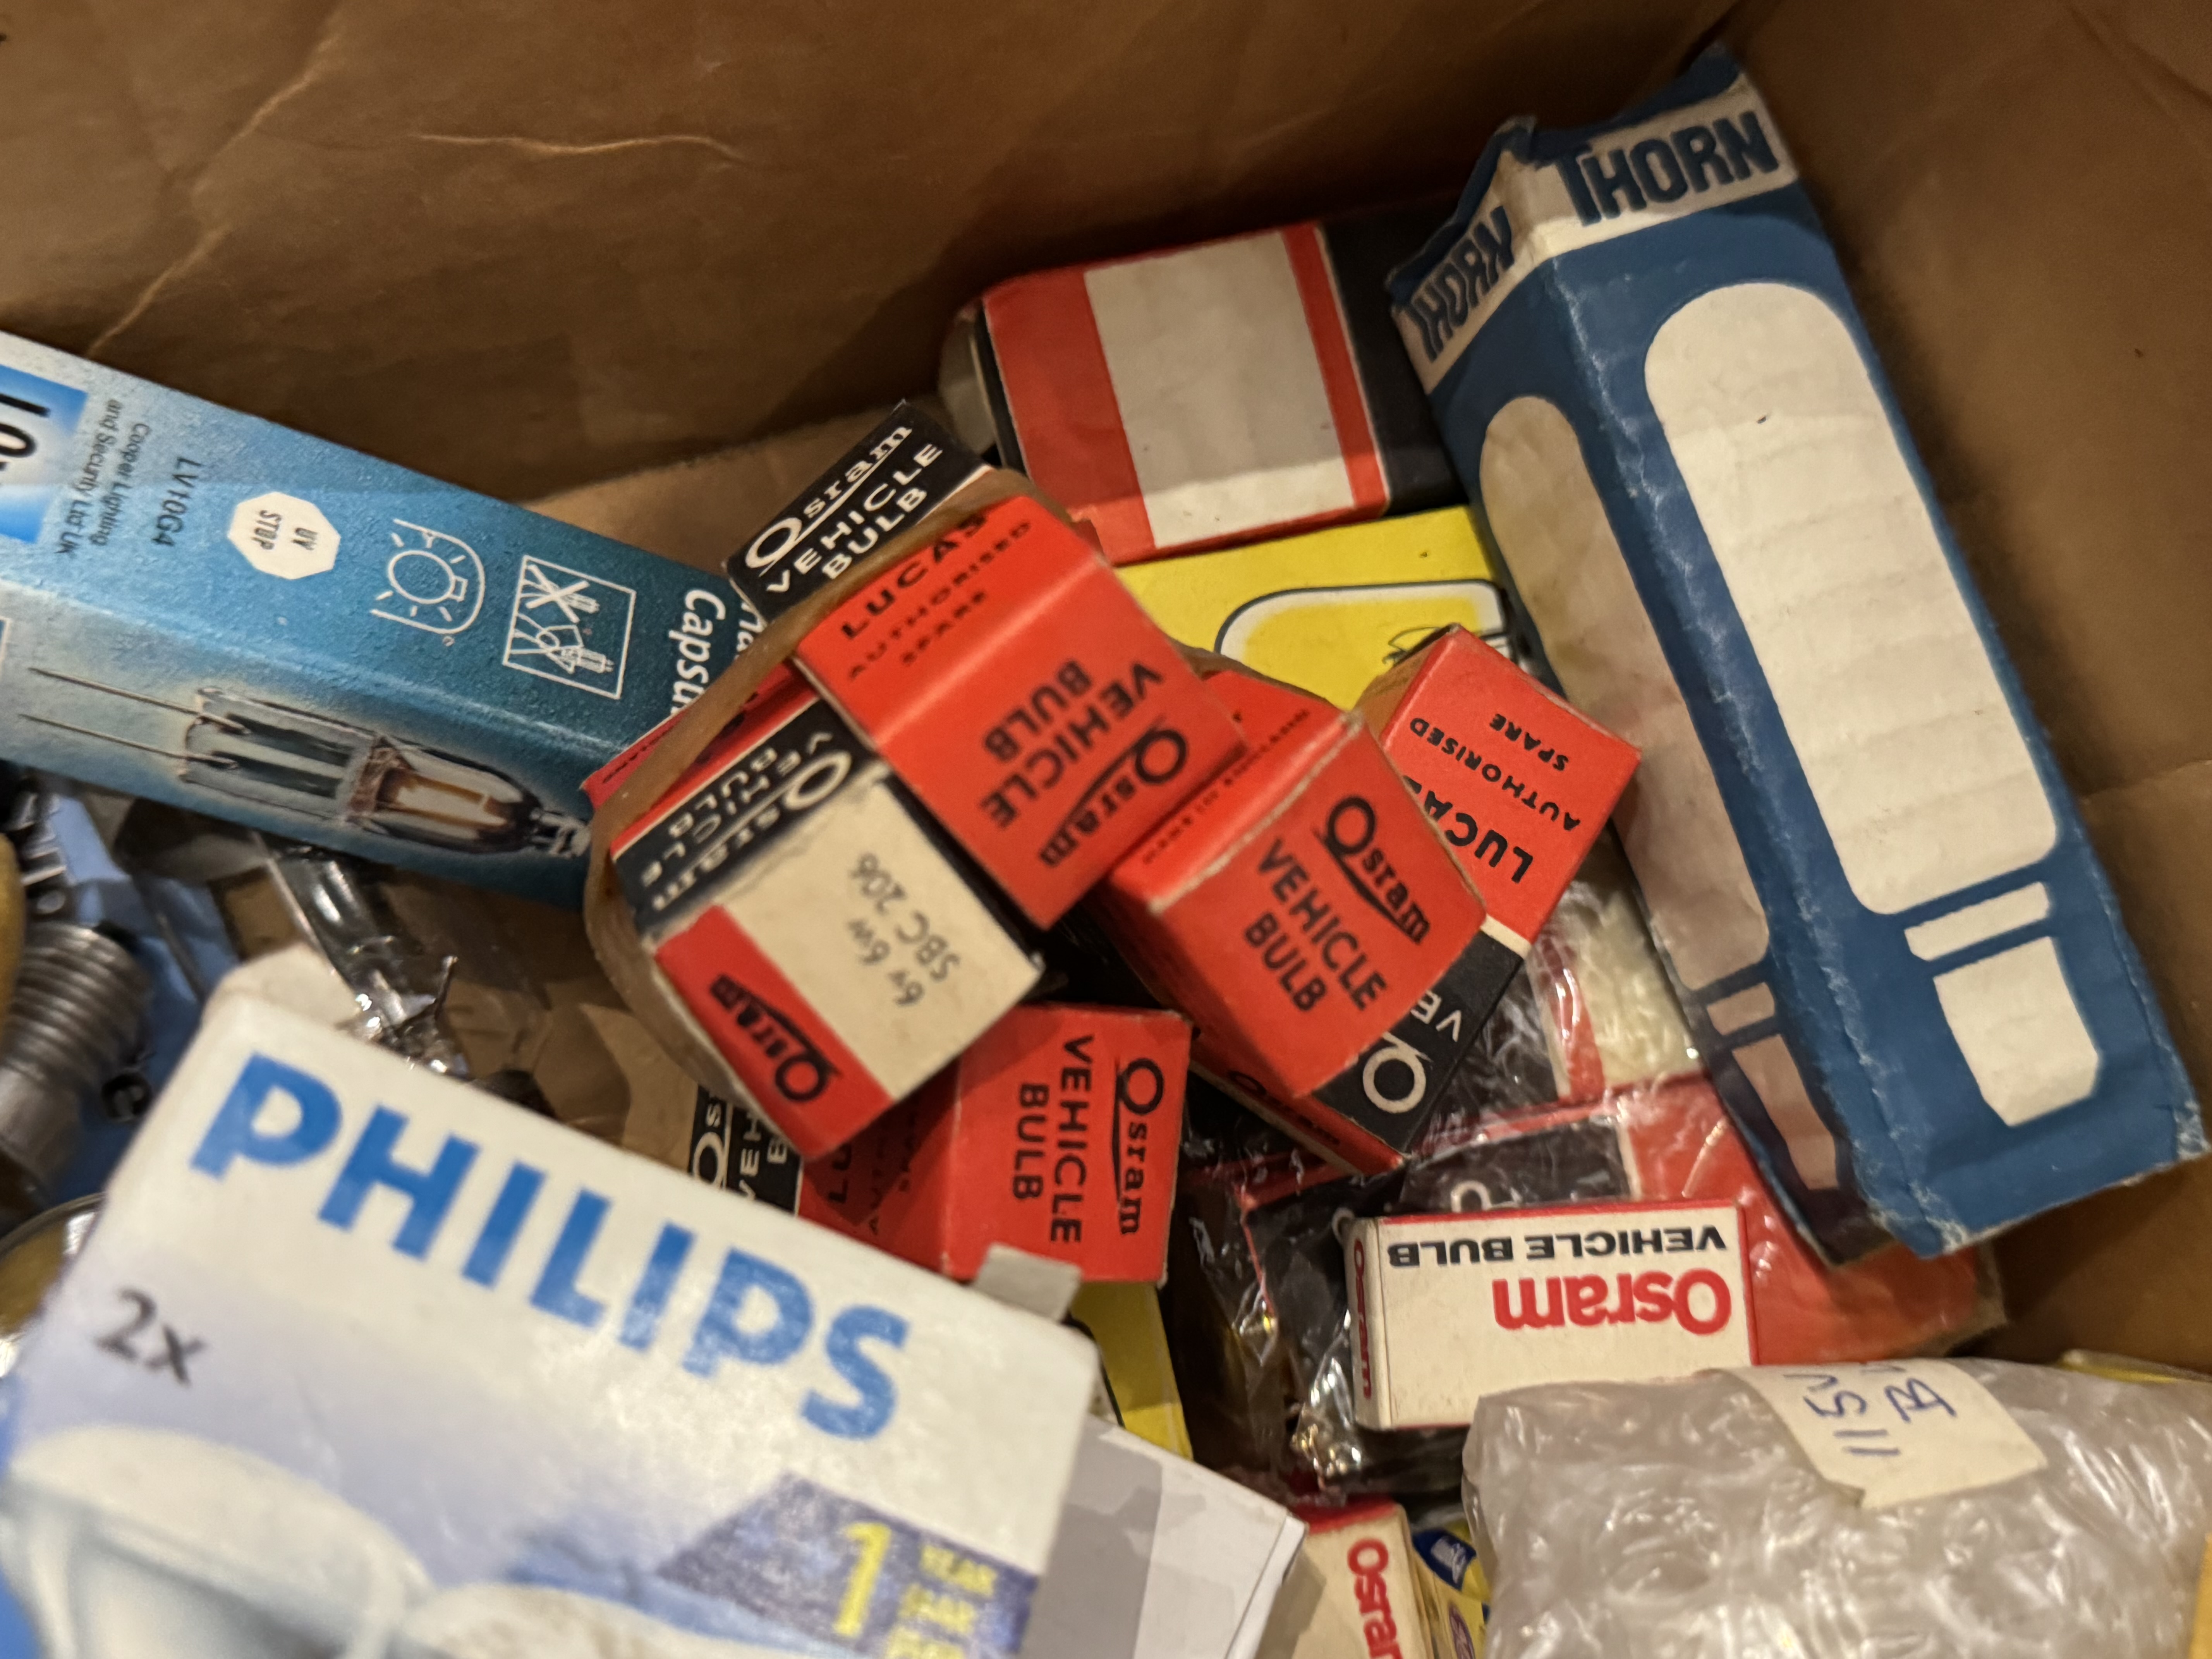 THORN
THORN
LV10G4
Cooper Lighting
and Security Ltd UK
UV
STOP
Osram
VEHICLE
BULB
LUCAS
AUTHORISED
SPARE
Osram
VEHICLE
BULB
Osram
VEHICLE
BULB
6v 6w
SBC 206
Osram
Osram
VEHICLE
BULB
LUCAS
AUTHORISED
SPARE
Osram
VEHICLE
BULB
Osram
VEHICLE BULB
Osram
PHILIPS
2x
1
YEAR
115V